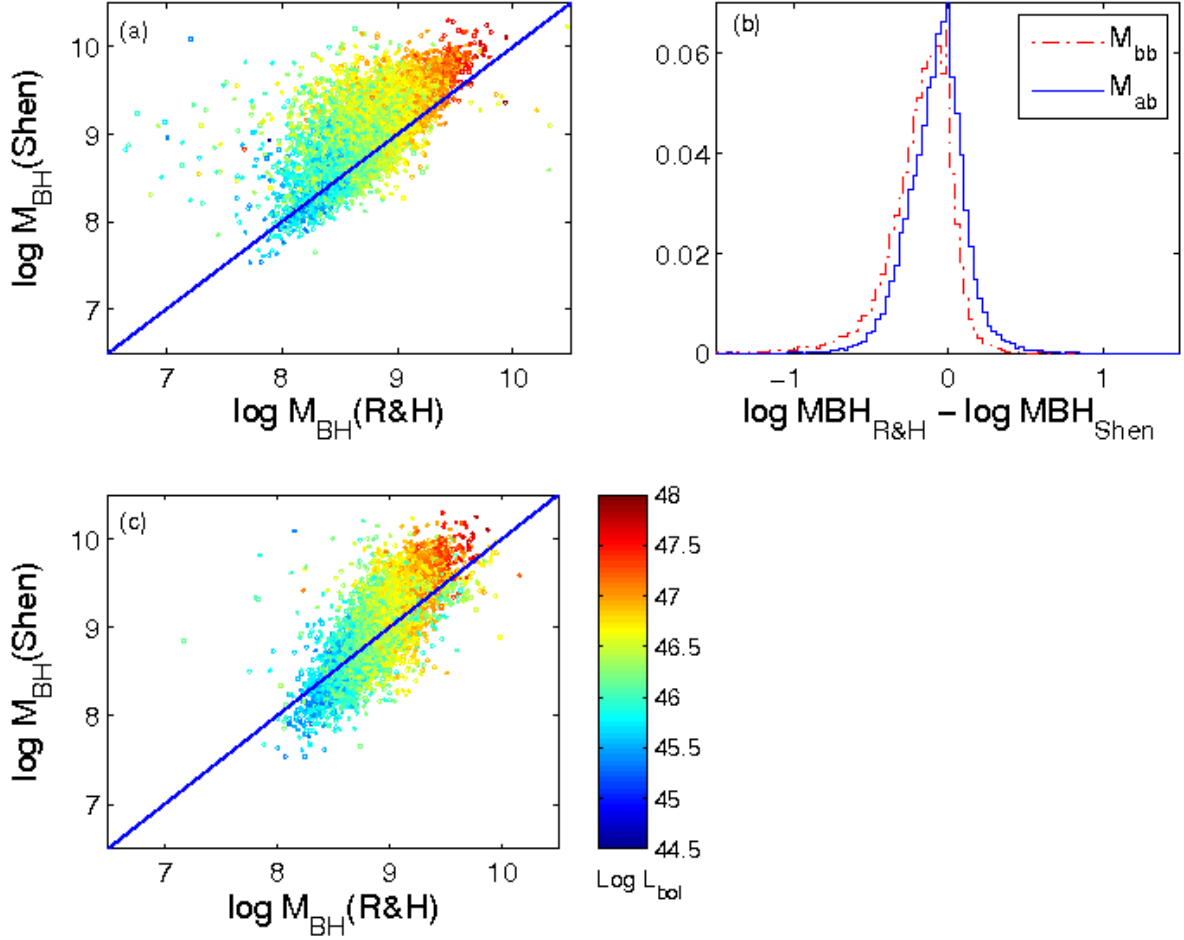 (a)
log M_BH(Shen)
10
9
8
7
7 8 9 10
log M_BH(R&H)
(b)
M_bb
M_ab
0.06
0.04
0.02
0
−1 0 1
log MBH_R&H − log MBH_Shen
(c)
log M_BH(Shen)
10
9
8
7
7 8 9 10
log M_BH(R&H)
48
47.5
47
46.5
46
45.5
45
44.5
Log L_bol